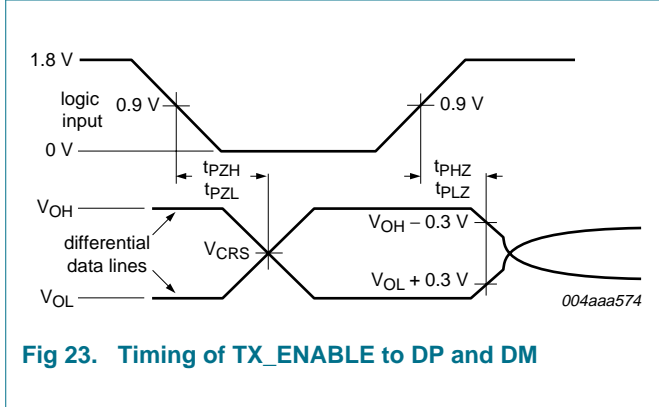 1.8 V
logic
input
0.9 V
0.9 V
0 V
tPZH
tPZL
tPHZ
tPLZ
VOH
VOH − 0.3 V
differential
data lines
VCRS
VOL + 0.3 V
VOL
004aaa574
Fig 23. Timing of TX_ENABLE to DP and DM